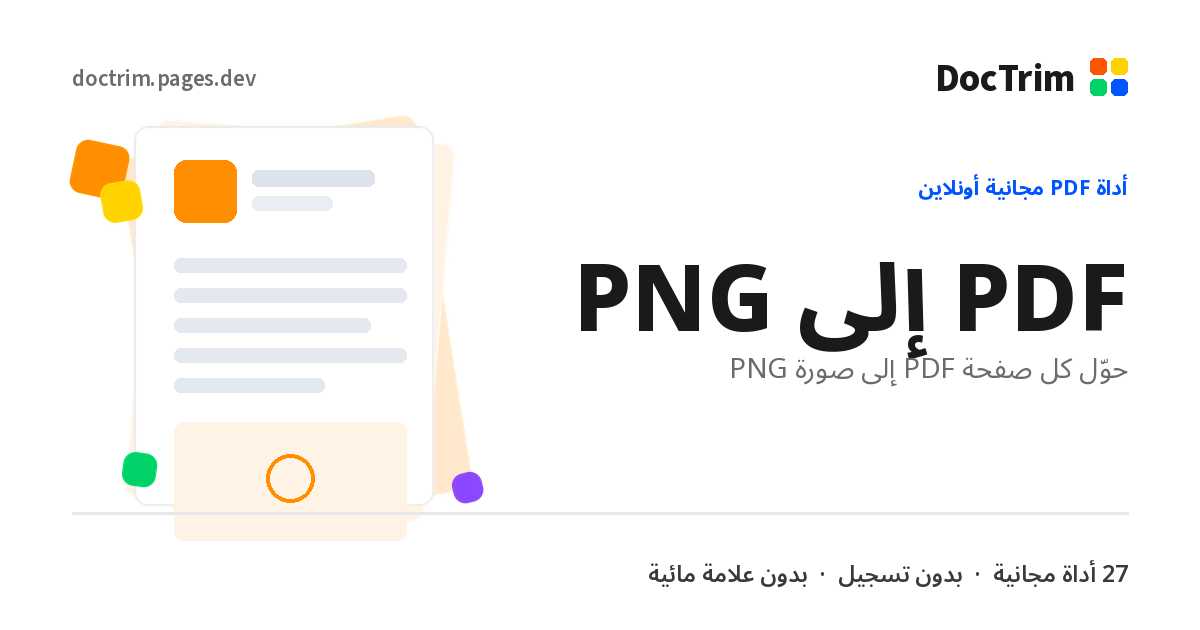 DocTrim
doctrim.pages.dev
أداة PDF مجانية أونلاين
PDF إلى PNG
حوّل كل صفحة PDF إلى صورة PNG
27 أداة مجانية · بدون تسجيل · بدون علامة مائية